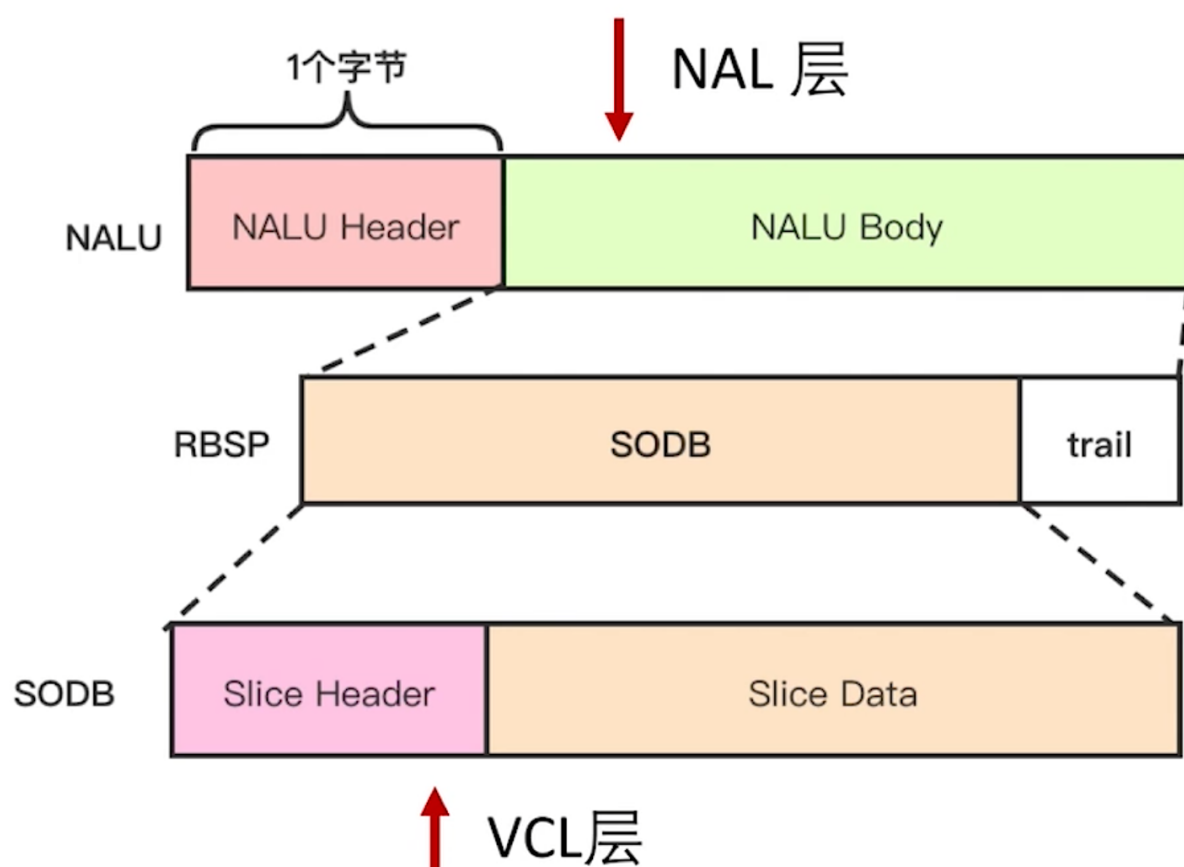 1个字节
NAL 层
NALU
NALU Header
NALU Body
RBSP
SODB
trail
SODB
Slice Header
Slice Data
VCL层